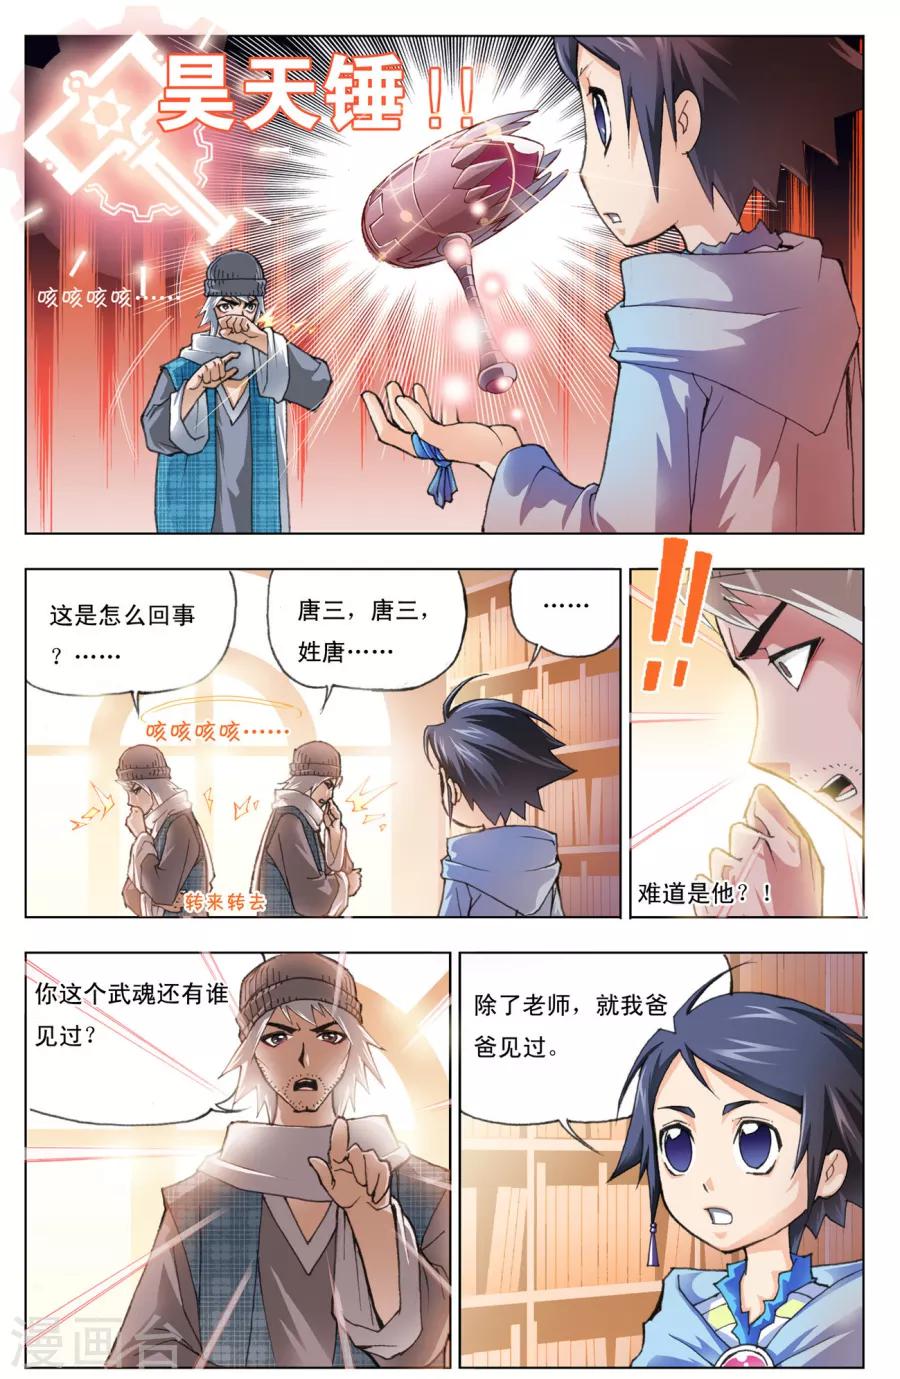 昊天锤!!
咳咳咳咳……
这是怎么回事
？……
唐三，唐三，
姓唐……
……
咳咳咳咳……
转来转去
!!
难道是他？！
你这个武魂还有谁
见过？
除了老师，就我爸
爸见过。
漫画台